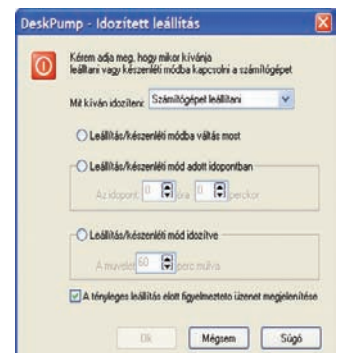 DeskPump - Idozített leállítás
Kérem adja meg, hogy mikor kívánja
leállítani vagy készenléti módba kapcsolni a számítógépet
Mit kíván idozíteni: Számítógépet leállítani
Leállítás/készenléti módba váltás most
Leállítás/készenléti mód adott idopontban
Az idopont: 0 óra 0 perckor
Leállítás/készenléti mód idozítve
A muvelet 60 perc múlva
A tényleges leállítás elott figyelmezteto üzenet megjelenítése
Ok Mégsem Súgó